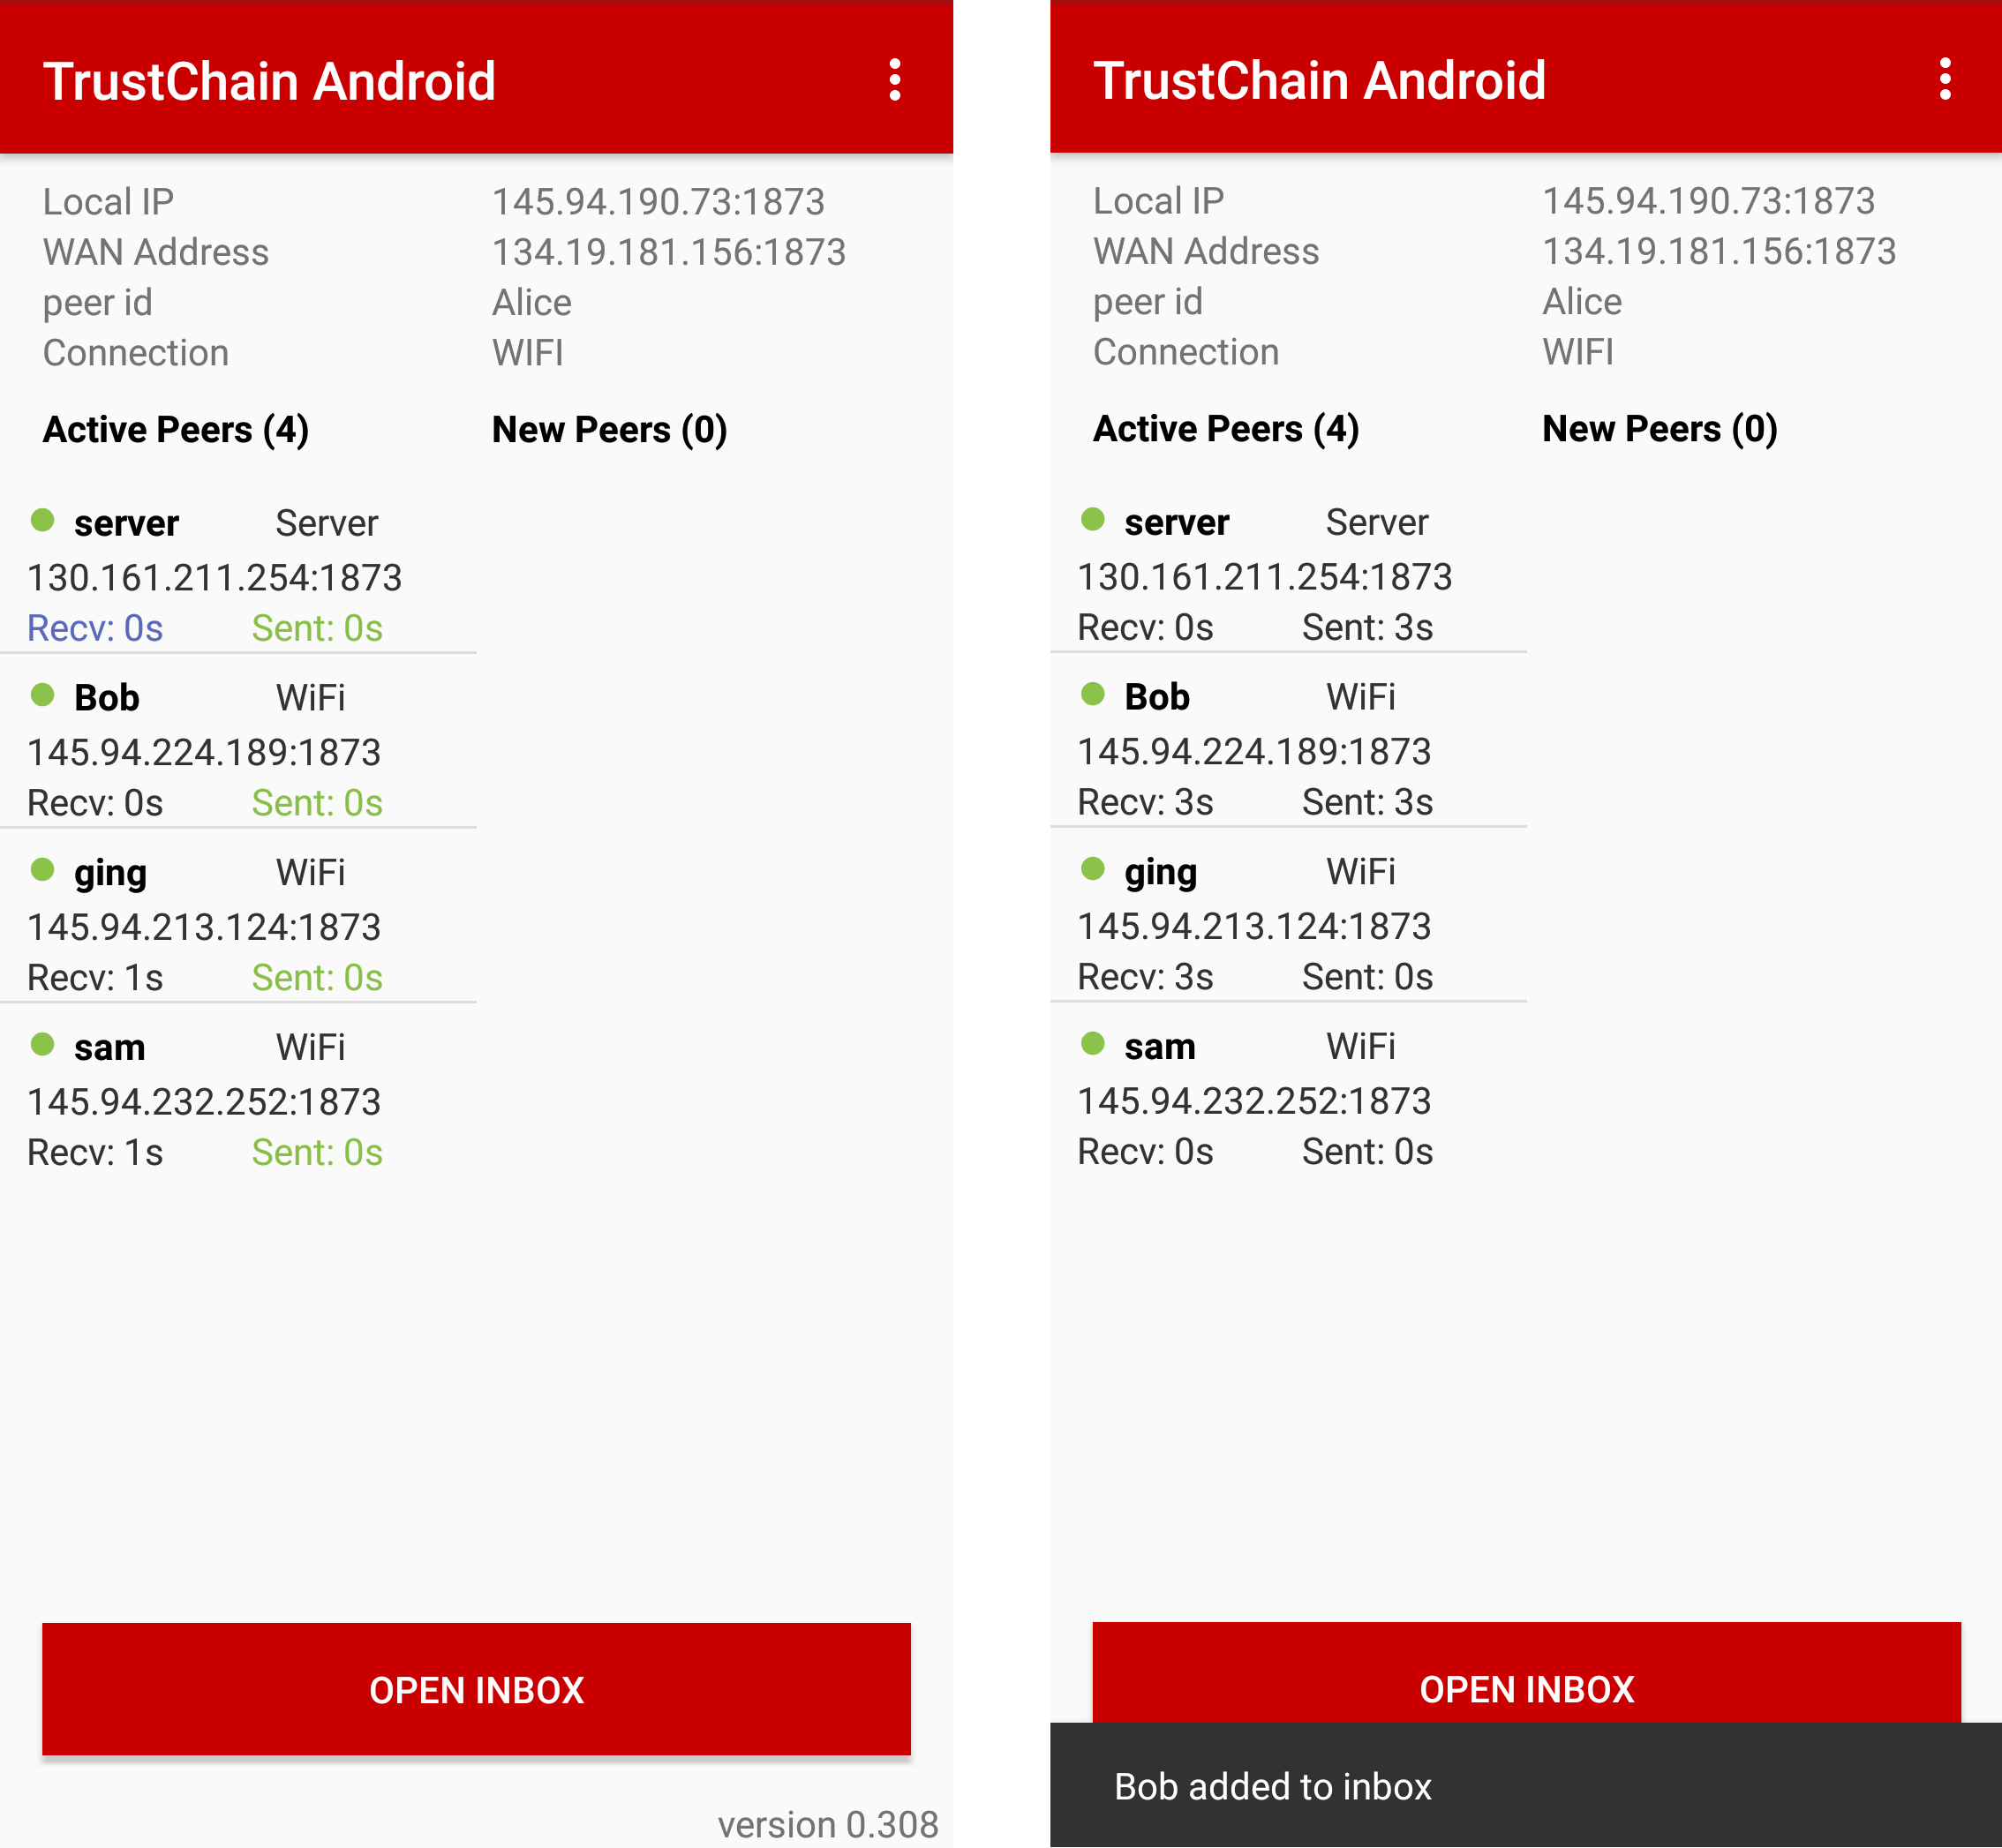 TrustChain Android
Local IP 145.94.190.73:1873
WAN Address 134.19.181.156:1873
peer id Alice
Connection WIFI
Active Peers (4) New Peers (0)
server Server
130.161.211.254:1873
Recv: 0s Sent: 0s
Bob WiFi
145.94.224.189:1873
Recv: 0s Sent: 0s
ging WiFi
145.94.213.124:1873
Recv: 1s Sent: 0s
sam WiFi
145.94.232.252:1873
Recv: 1s Sent: 0s
OPEN INBOX
version 0.308
TrustChain Android
Local IP 145.94.190.73:1873
WAN Address 134.19.181.156:1873
peer id Alice
Connection WIFI
Active Peers (4) New Peers (0)
server Server
130.161.211.254:1873
Recv: 0s Sent: 3s
Bob WiFi
145.94.224.189:1873
Recv: 3s Sent: 3s
ging WiFi
145.94.213.124:1873
Recv: 3s Sent: 0s
sam WiFi
145.94.232.252:1873
Recv: 0s Sent: 0s
OPEN INBOX
Bob added to inbox